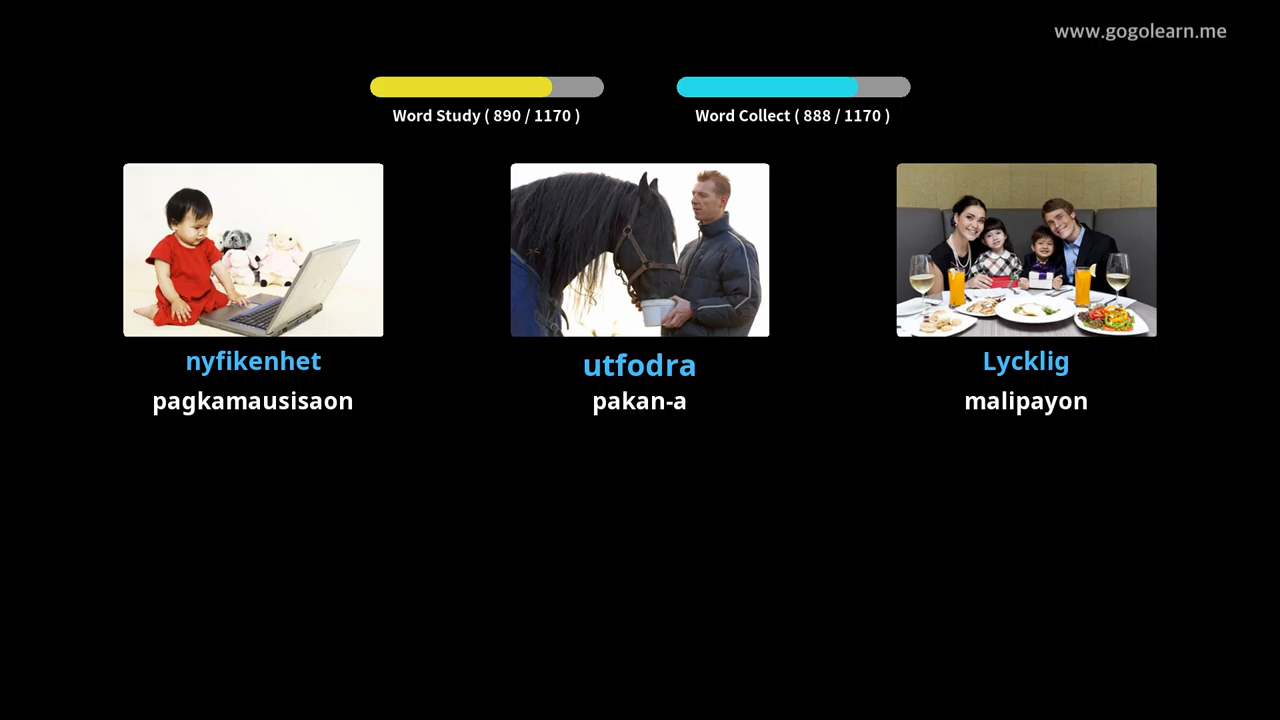 www.gogolearn.me
Word Study ( 890 / 1170 )
Word Collect ( 888 / 1170 )
nyfikenhet
utfodra
Lycklig
pagkamausisaon
pakan-a
malipayon